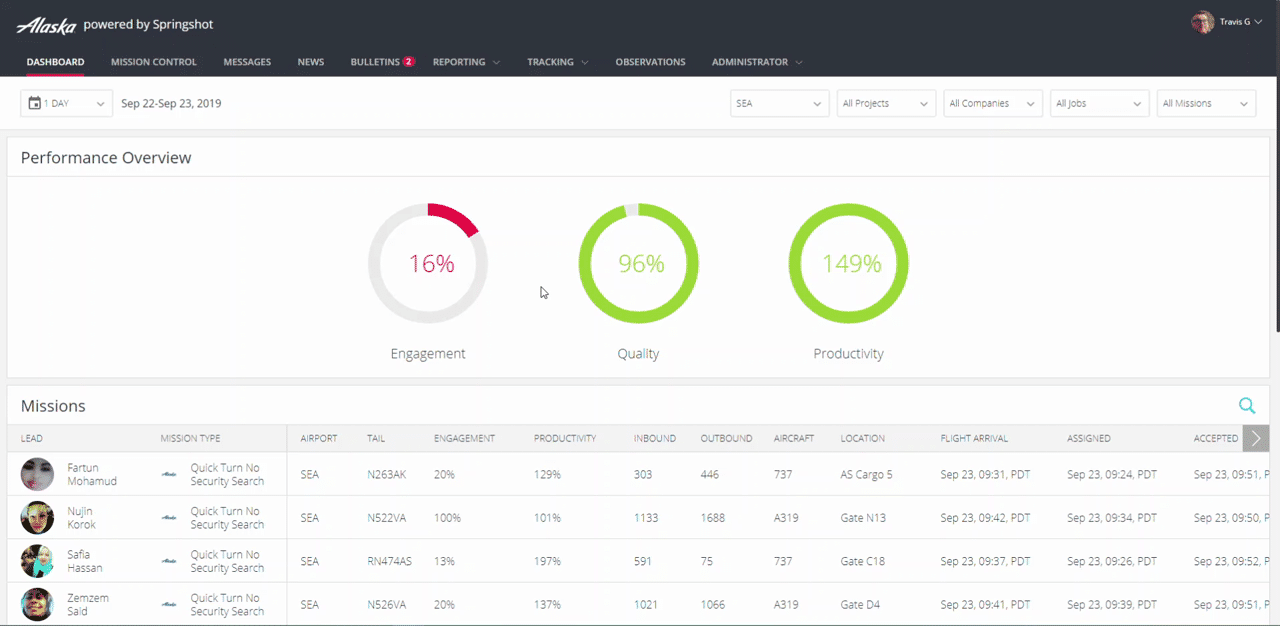 Alaska powered by Springshot
Travis G
DASHBOARD MISSION CONTROL MESSAGES NEWS BULLETINS 2 REPORTING TRACKING OBSERVATIONS ADMINISTRATOR
1 DAY Sep 22-Sep 23, 2019 SEA All Projects All Companies All Jobs All Missions
Performance Overview
16% 96% 149%
Engagement Quality Productivity
Missions
LEAD MISSION TYPE AIRPORT TAIL ENGAGEMENT PRODUCTIVITY INBOUND OUTBOUND AIRCRAFT LOCATION FLIGHT ARRIVAL ASSIGNED ACCEPTED
Fartun Quick Turn No
Mohamud Security Search SEA N263AK 20% 129% 303 446 737 AS Cargo 5 Sep 23, 09:31, PDT Sep 23, 09:24, PDT Sep 23, 09:51, P
Nujin Quick Turn No
Korok Security Search SEA N522VA 100% 101% 1133 1688 A319 Gate N13 Sep 23, 09:42, PDT Sep 23, 09:34, PDT Sep 23, 09:50, P
Safia Quick Turn No
Hassan Security Search SEA RN474AS 13% 197% 591 75 737 Gate C18 Sep 23, 09:37, PDT Sep 23, 09:26, PDT Sep 23, 09:52, P
Zemzem Quick Turn No
Said Security Search SEA N526VA 20% 137% 1021 1066 A319 Gate D4 Sep 23, 09:41, PDT Sep 23, 09:39, PDT Sep 23, 09:51, P